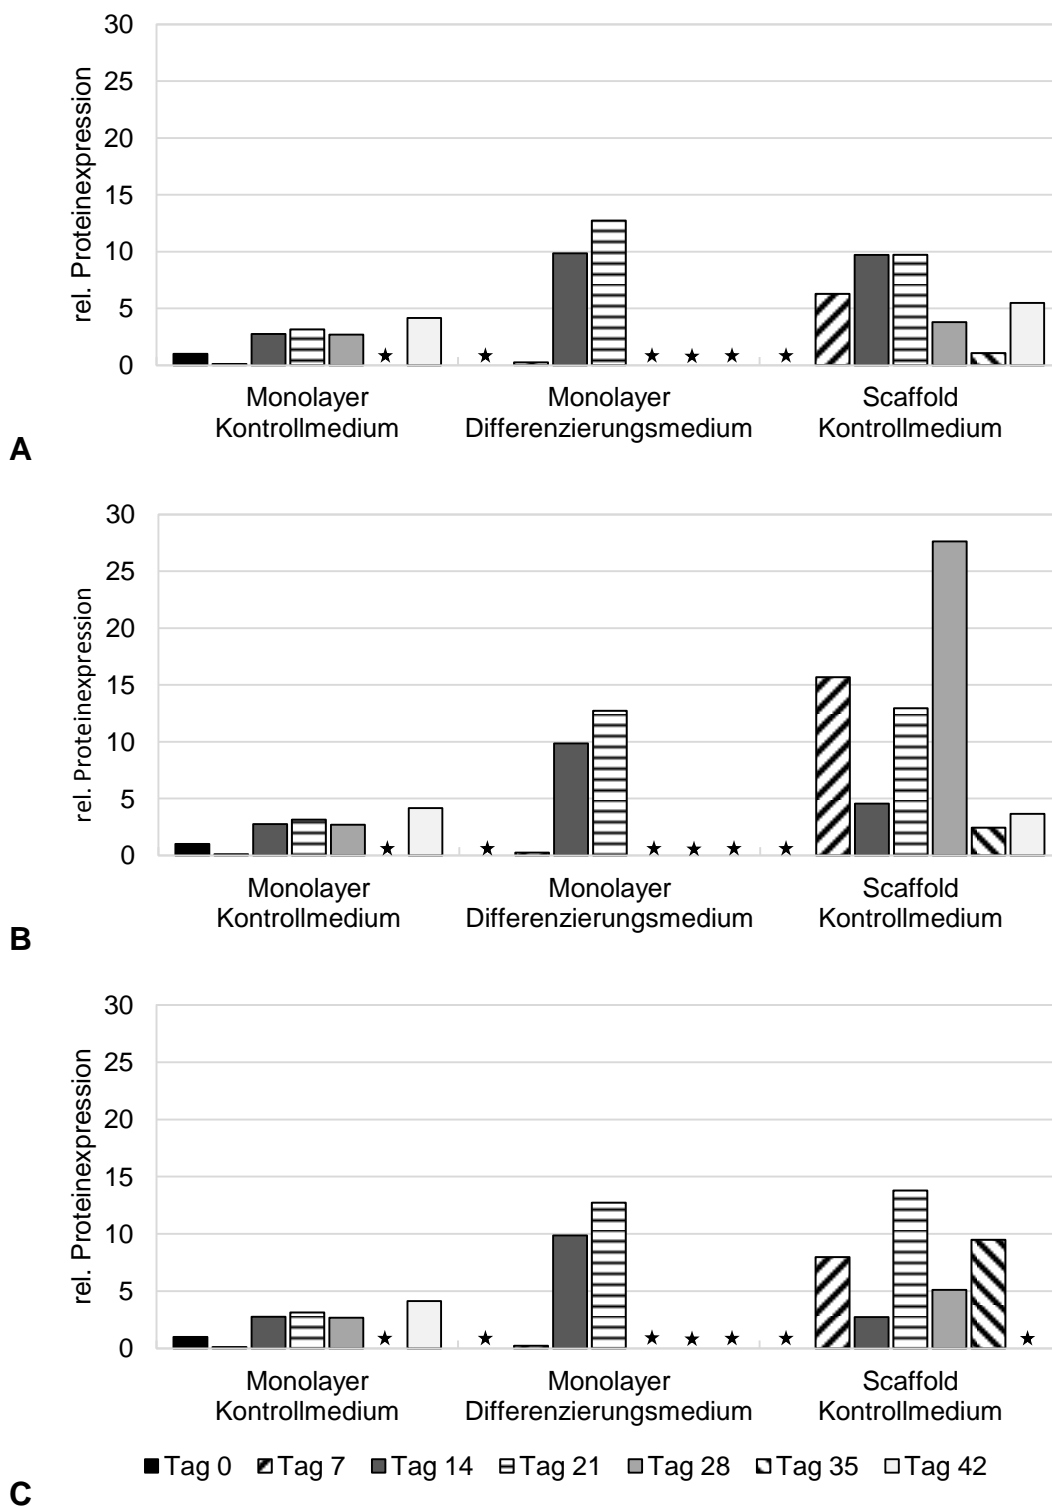 30
25
20
15
10
5
0
rel. Proteinexpression
Monolayer
Kontrollmedium
Monolayer
Differenzierungsmedium
Scaffold
Kontrollmedium
A
30
25
20
15
10
5
0
rel. Proteinexpression
Monolayer
Kontrollmedium
Monolayer
Differenzierungsmedium
Scaffold
Kontrollmedium
B
30
25
20
15
10
5
0
rel. Proteinexpression
Monolayer
Kontrollmedium
Monolayer
Differenzierungsmedium
Scaffold
Kontrollmedium
Tag 0 Tag 7 Tag 14 Tag 21 Tag 28 Tag 35 Tag 42
C